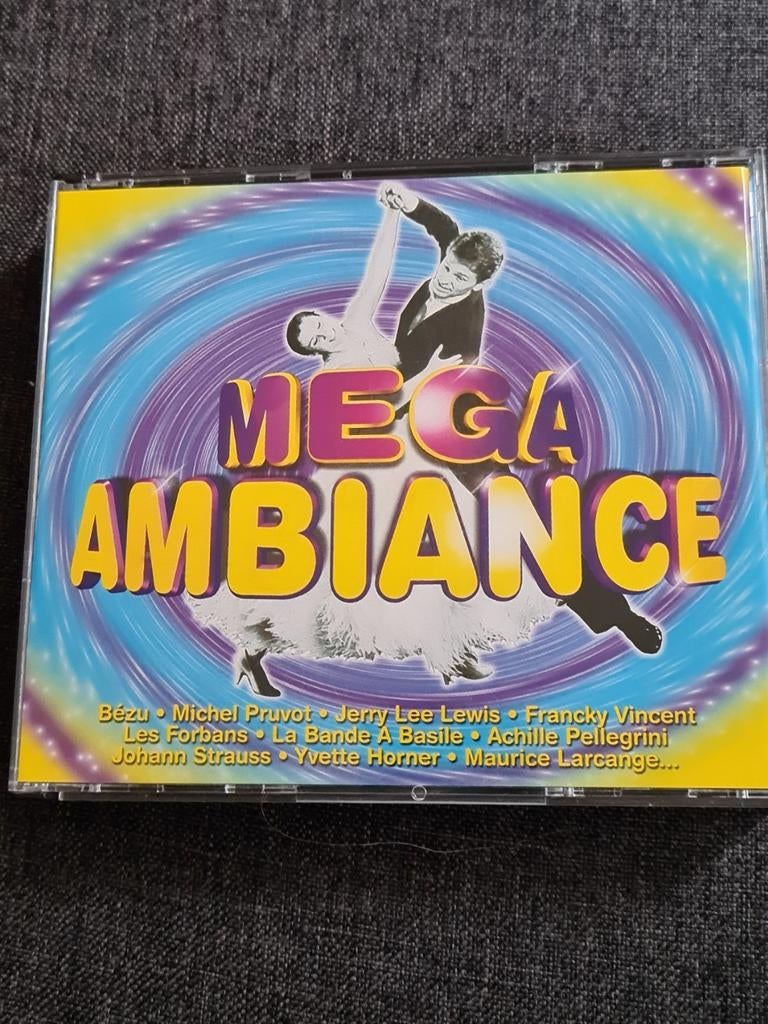 MEGA
AMBIANCE
Bézu • Michel Pruvot • Jerry Lee Lewis • Francky Vincent
Les Forbans • La Bande A Basile • Achille Pellegrini
Johann Strauss • Yvette Horner • Maurice Larcange...